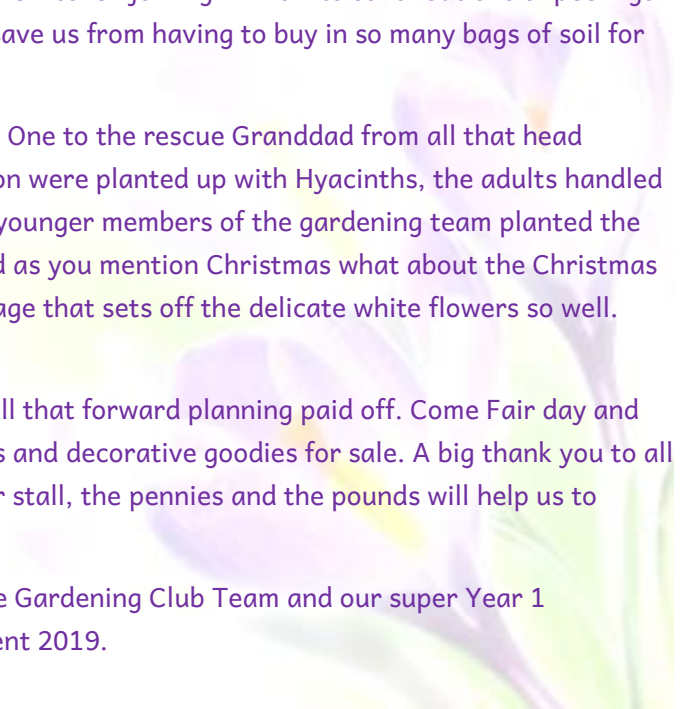 ave us from having to buy in so many bags of soil for
One to the rescue Granddad from all that head
on were planted up with Hyacinths, the adults handled
younger members of the gardening team planted the
d as you mention Christmas what about the Christmas
age that sets off the delicate white flowers so well.
ll that forward planning paid off. Come Fair day and
s and decorative goodies for sale. A big thank you to all
r stall, the pennies and the pounds will help us to
e Gardening Club Team and our super Year 1
ent 2019.